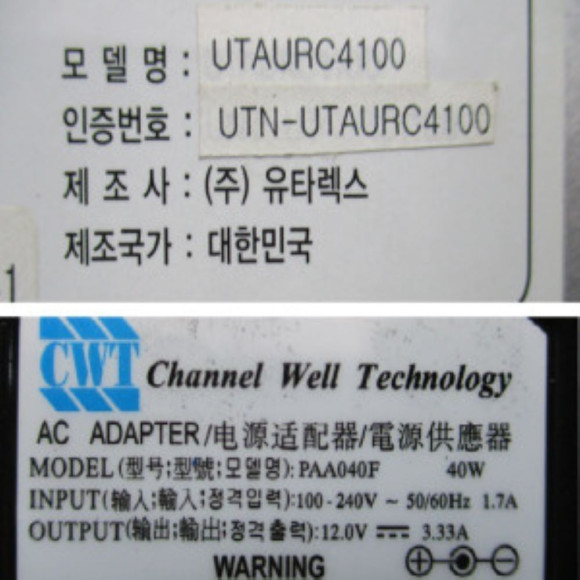 모델명 : UTAURC4100
인증번호 : UTN-UTAURC4100
제조사 : (주) 유타렉스
제조국가 : 대한민국
1
CWT Channel Well Technology
AC ADAPTER/电源适配器/電源供應器
MODEL(型号;型號;모델명): PAA040F 40W
INPUT(输入;輸入;정격입력):100-240V ~ 50/60Hz 1.7A
OUTPUT(输出;輸出;정격출력):12.0V ⎓ 3.33A
WARNING